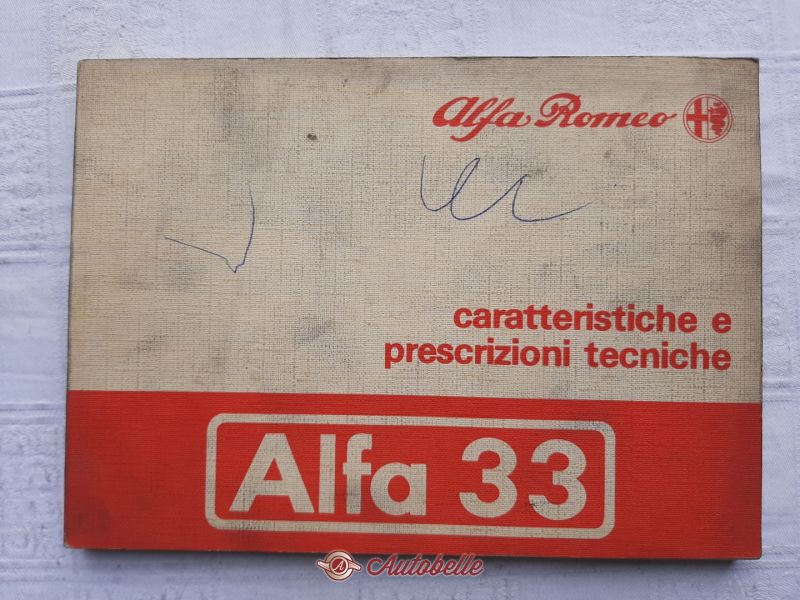 Alfa Romeo
caratteristiche e
prescrizioni tecniche
Alfa 33
Autobelle